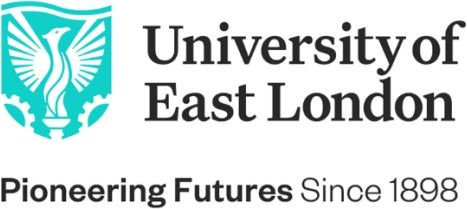 University of
East London
Pioneering Futures Since 1898